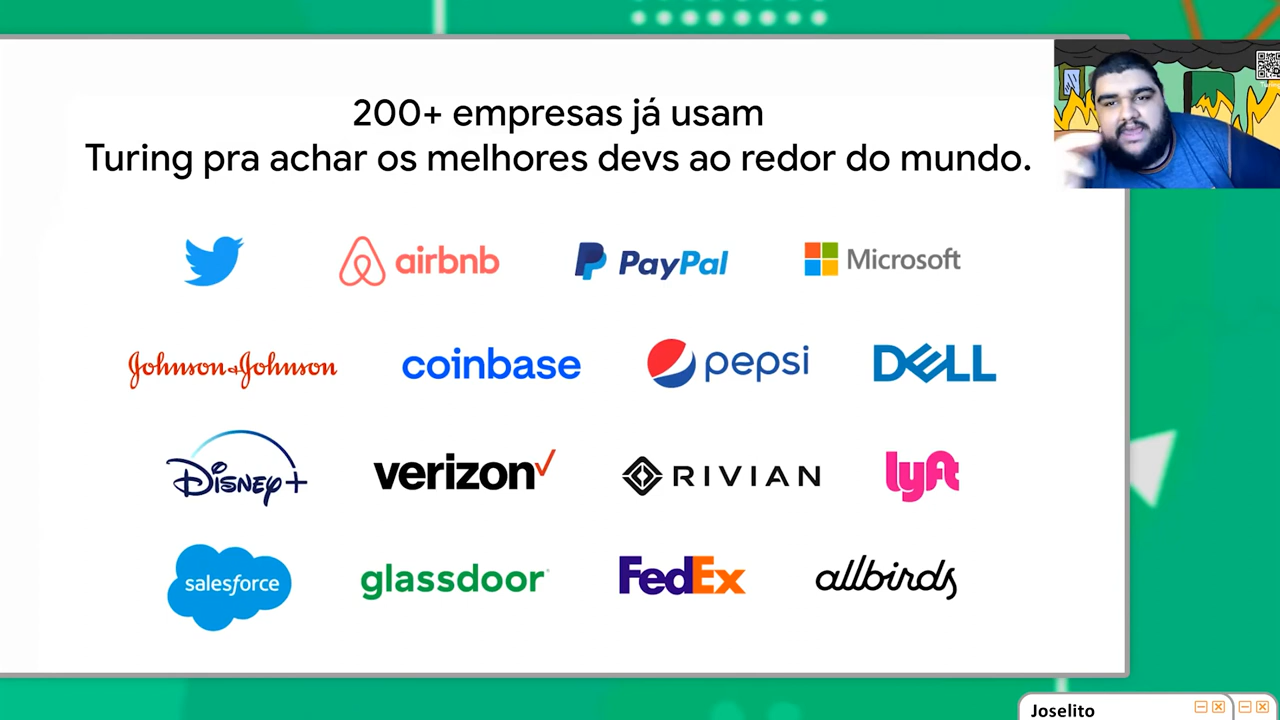 200+ empresas já usam
Turing pra achar os melhores devs ao redor do mundo.
airbnb
PayPal
Microsoft
Johnson & Johnson
coinbase
pepsi
DELL
Disney+
verizon
RIVIAN
lyft
salesforce
glassdoor
FedEx
allbirds
Joselito